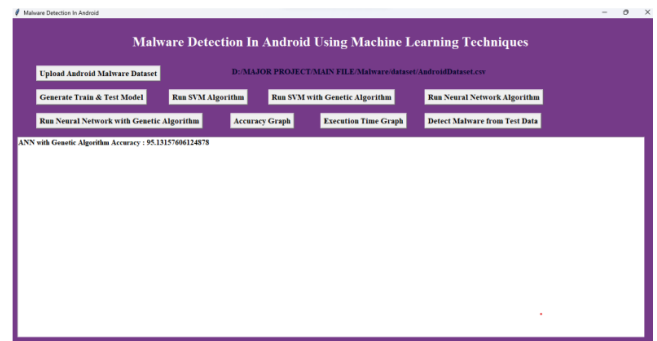 Malware Detection In Android
Malware Detection In Android Using Machine Learning Techniques
Upload Android Malware Dataset D:/MAJOR PROJECT/MAIN FILE/Malware/dataset/AndroidDataset.csv
Generate Train & Test Model Run SVM Algorithm Run SVM with Genetic Algorithm Run Neural Network Algorithm
Run Neural Network with Genetic Algorithm Accuracy Graph Execution Time Graph Detect Malware from Test Data
ANN with Genetic Algorithm Accuracy : 95.13157606124878